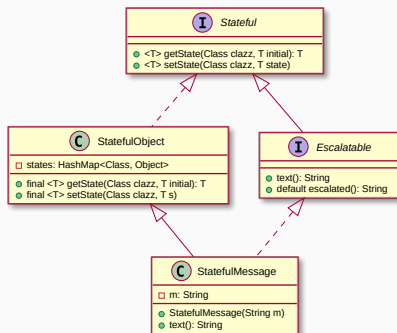 I Stateful
<T> getState(Class clazz, T initial): T
<T> setState(Class clazz, T state)
C StatefulObject
states: HashMap<Class, Object>
final <T> getState(Class clazz, T initial): T
final <T> setState(Class clazz, T s)
I Escalatable
text(): String
default escalated(): String
C StatefulMessage
m: String
StatefulMessage(String m)
text(): String